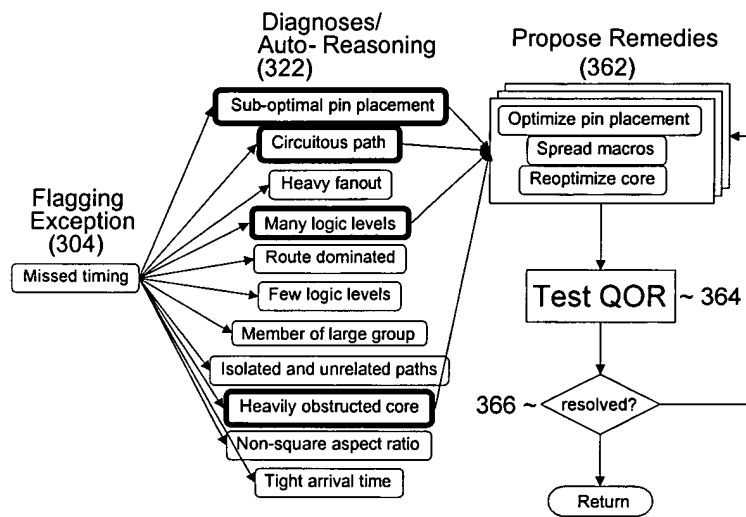 Diagnoses/
Auto- Reasoning
(322)
Propose Remedies
(362)
Sub-optimal pin placement
Circuitous path
Heavy fanout
Many logic levels
Route dominated
Few logic levels
Member of large group
Isolated and unrelated paths
Heavily obstructed core
Non-square aspect ratio
Tight arrival time
Flagging
Exception
(304)
Missed timing
Optimize pin placement
Spread macros
Reoptimize core
Test QOR ~ 364
366 ~ resolved?
Return